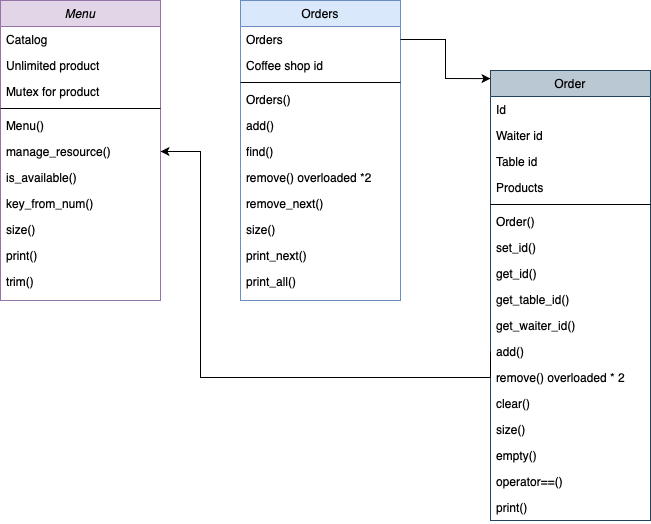 Menu
Catalog
Unlimited product
Mutex for product
Menu()
manage_resource()
is_available()
key_from_num()
size()
print()
trim()
Orders
Orders
Coffee shop id
Orders()
add()
find()
remove() overloaded *2
remove_next()
size()
print_next()
print_all()
Order
Id
Waiter id
Table id
Products
Order()
set_id()
get_id()
get_table_id()
get_waiter_id()
add()
remove() overloaded * 2
clear()
size()
empty()
operator==()
print()